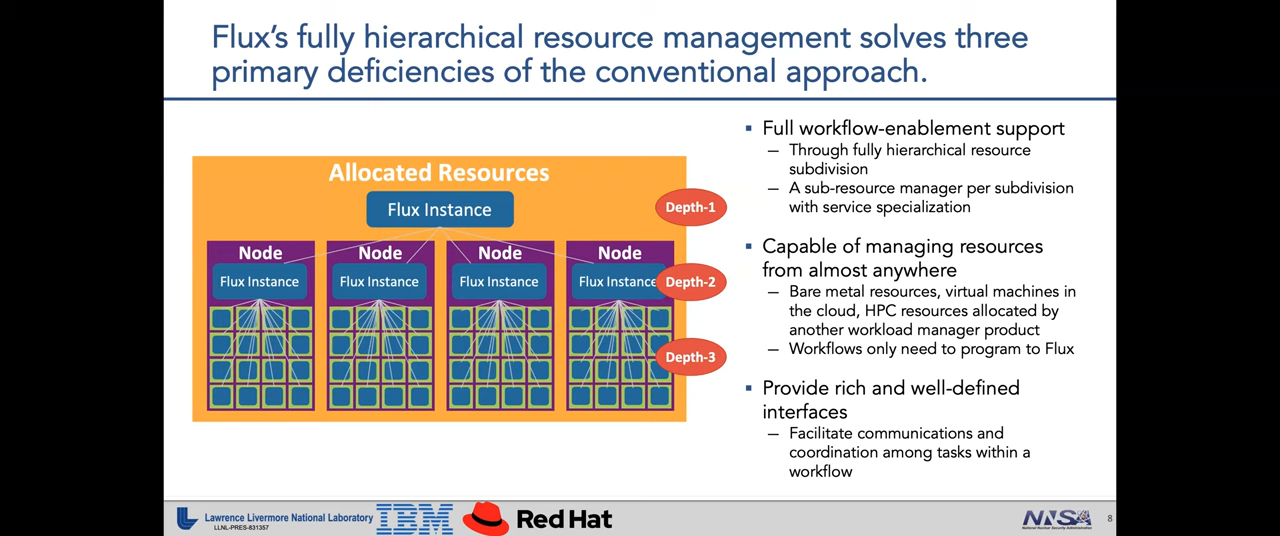 Flux's fully hierarchical resource management solves three
primary deficiencies of the conventional approach.
Allocated Resources
Flux Instance
Depth-1
Node
Node
Node
Node
Flux Instance
Flux Instance
Flux Instance
Flux Instance
Depth-2
Depth-3
▪ Full workflow-enablement support
— Through fully hierarchical resource
subdivision
— A sub-resource manager per subdivision
with service specialization
▪ Capable of managing resources
from almost anywhere
— Bare metal resources, virtual machines in
the cloud, HPC resources allocated by
another workload manager product
— Workflows only need to program to Flux
▪ Provide rich and well-defined
interfaces
— Facilitate communications and
coordination among tasks within a
workflow
Lawrence Livermore National Laboratory
LLNL-PRES-831357
IBM
Red Hat
NNSA
National Nuclear Security Administration
8